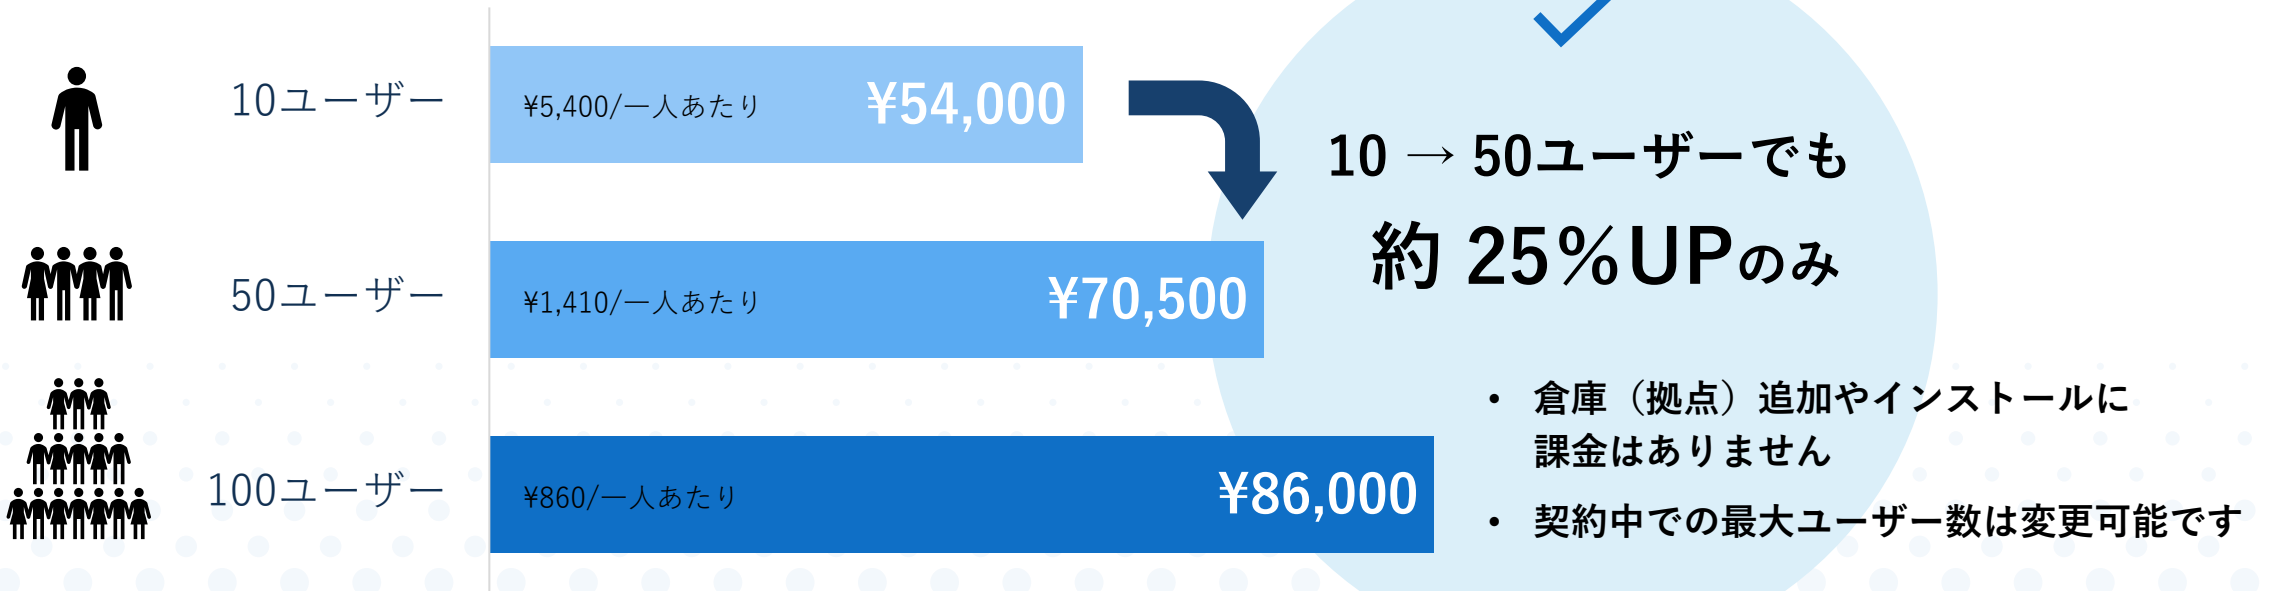 10ユーザー
¥5,400/一人あたり
¥54,000
50ユーザー
¥1,410/一人あたり
¥70,500
100ユーザー
¥860/一人あたり
¥86,000
10 → 50ユーザーでも
約 25%UPのみ
• 倉庫（拠点）追加やインストールに
課金はありません
• 契約中での最大ユーザー数は変更可能です